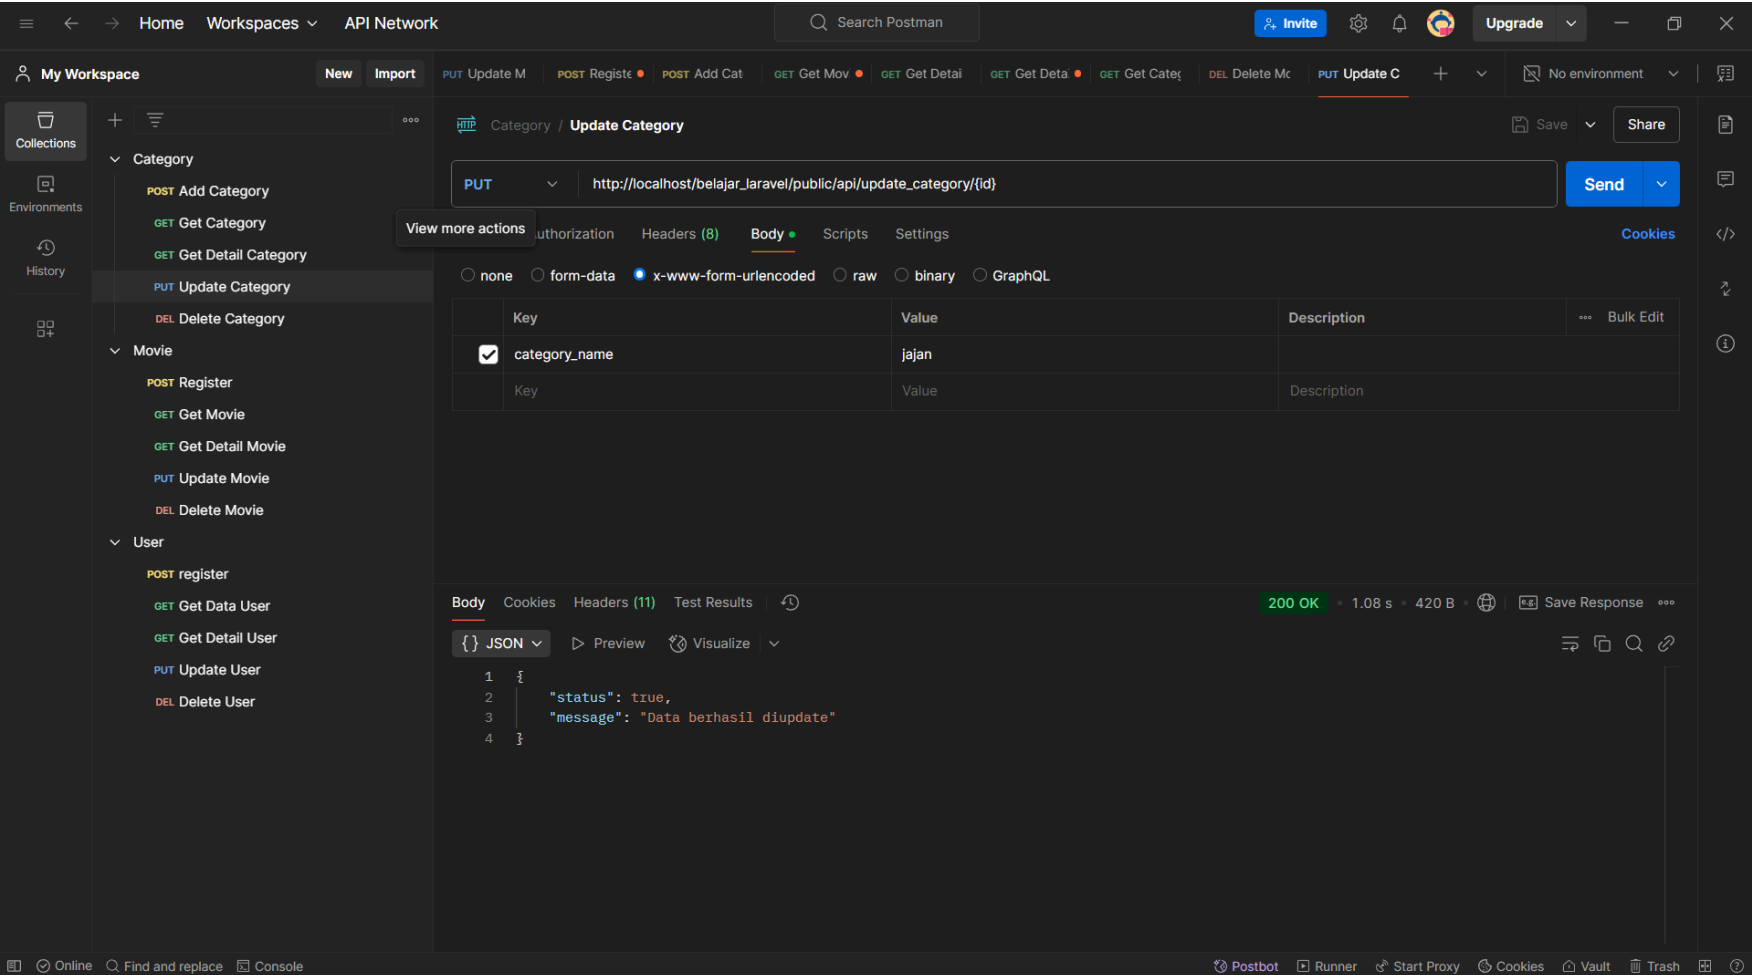 Home Workspaces API Network Search Postman Invite Upgrade
My Workspace New Import PUT Update M POST Registe GET Add Cat GET Get Mov GET Get Detai GET Get Deta GET Get Cate DEL Delete Mc PUT Update C No environment
Collections
Environments
History
Category
POST Add Category
GET Get Category
GET Get Detail Category
PUT Update Category
DEL Delete Category
Movie
POST Register
GET Get Movie
GET Get Detail Movie
PUT Update Movie
DEL Delete Movie
User
POST register
GET Get Data User
GET Get Detail User
PUT Update User
DEL Delete User
HTTP Category / Update Category Save Share
PUT http://localhost/belajar_laravel/public/api/update_category/{id} Send
View more actions uthorization Headers (8) Body Scripts Settings Cookies
none form-data x-www-form-urlencoded raw binary GraphQL
Key Value Description Bulk Edit
category_name jajan
Key Value Description
Body Cookies Headers (11) Test Results 200 OK 1.08 s 420 B e.g. Save Response
{} JSON Preview Visualize
1 {
2 "status": true,
3 "message": "Data berhasil diupdate"
4 }
Online Find and replace Console Postbot Runner Start Proxy Cookies Vault Trash